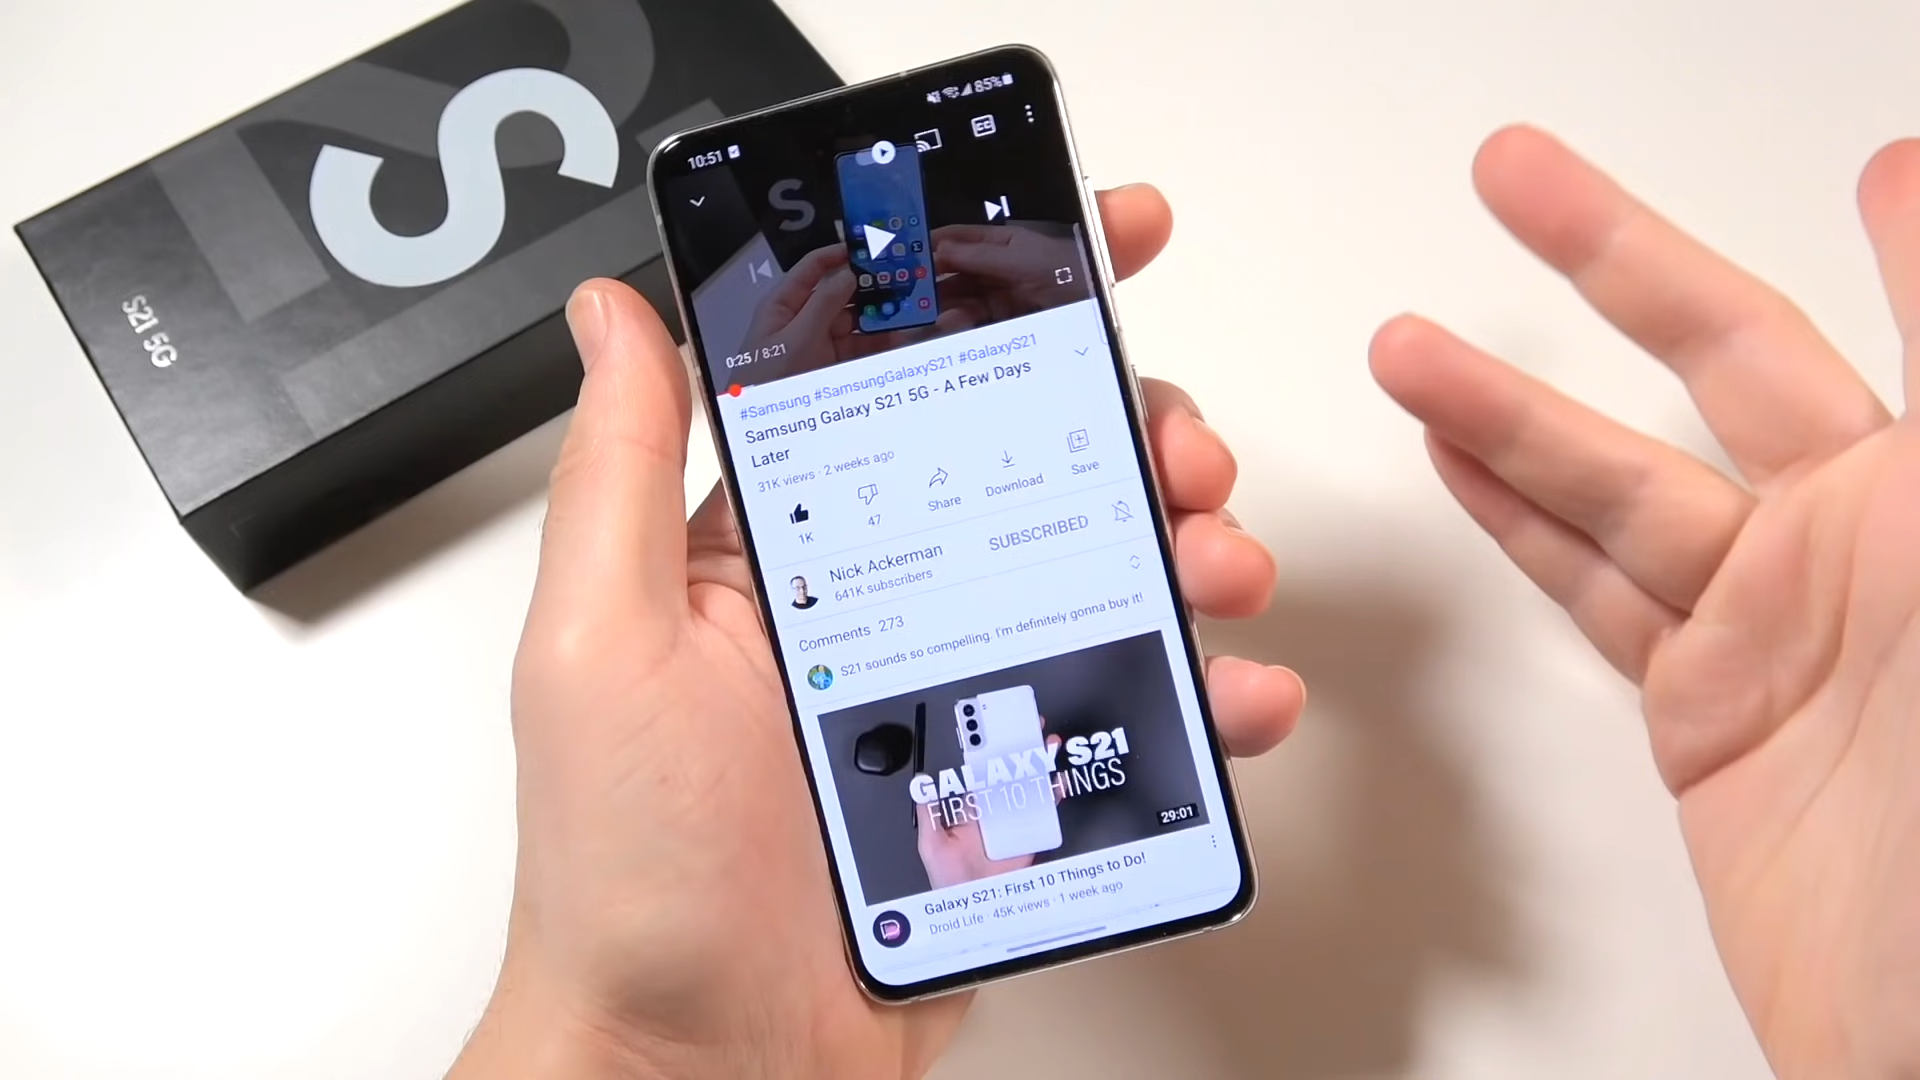 S
S21 5G
10:51
85%
CC
S
0:25 / 8:21
#Samsung #SamsungGalaxyS21 #GalaxyS21
Samsung Galaxy S21 5G - A Few Days
Later
31K views · 2 weeks ago
1K
47
Share
Download
Save
Nick Ackerman
641K subscribers
SUBSCRIBED
Comments 273
S21 sounds so compelling. I'm definitely gonna buy it!
GALAXY S21
FIRST 10 THINGS
29:01
Galaxy S21: First 10 Things to Do!
Droid Life · 45K views · 1 week ago